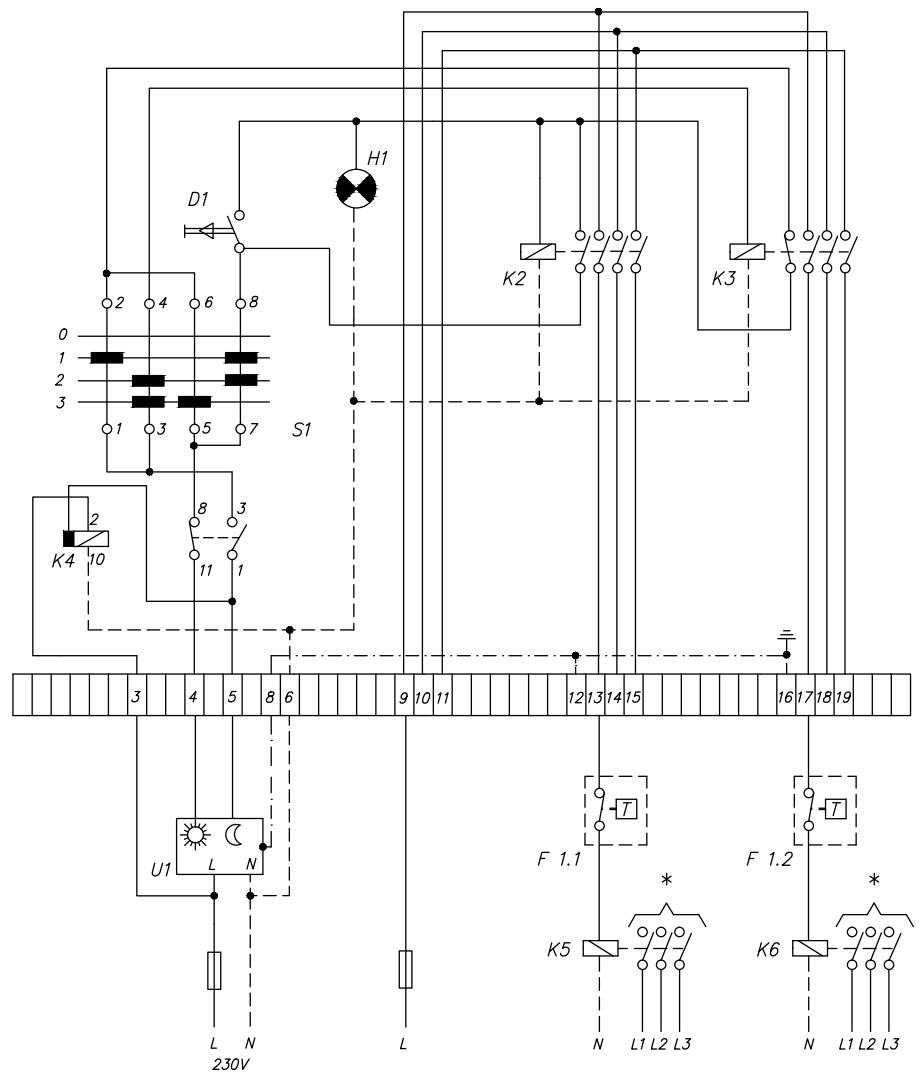 H1
D1
K2
K3
2 4 6 8
0
1
2
3
1 3 5 7
S1
8 3
2
K4 10
11 1
3 4 5 8 6 9 10 11 12 13 14 15 16 17 18 19
T T
U1
L N
F 1.1 F 1.2
* *
K5 K6
L N L N L1 L2 L3 N L1 L2 L3
230V